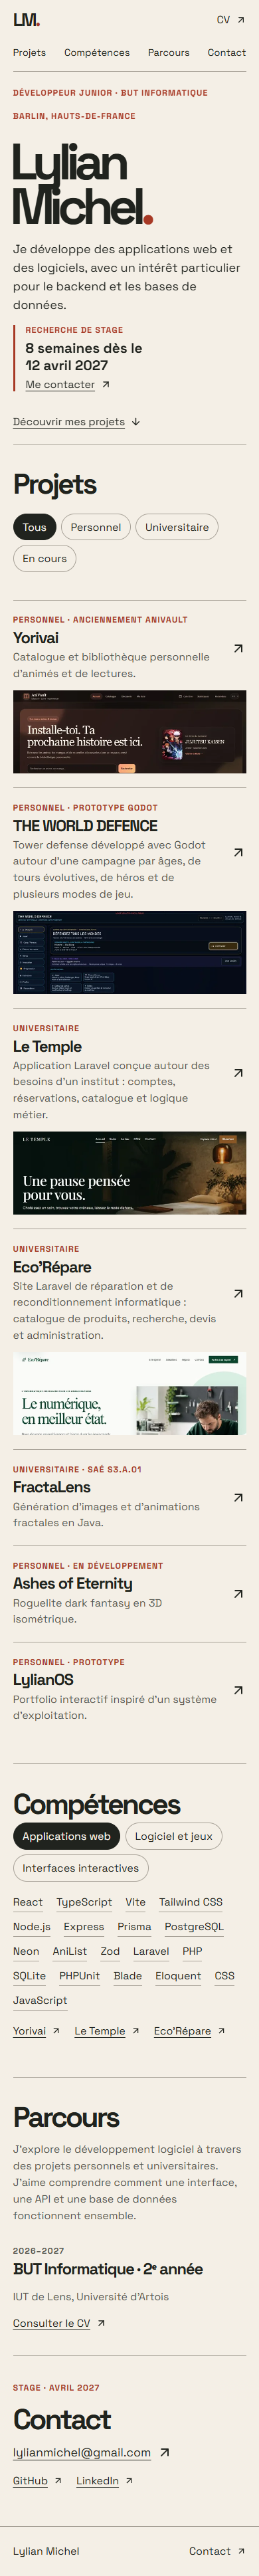 LM.
CV
Projets Compétences Parcours Contact
DÉVELOPPEUR JUNIOR · BUT INFORMATIQUE
BARLIN, HAUTS-DE-FRANCE
Lylian
Michel.
Je développe des applications web et
des logiciels, avec un intérêt particulier
pour le backend et les bases de
données.
RECHERCHE DE STAGE
8 semaines dès le
12 avril 2027
Me contacter
Découvrir mes projets
Projets
Tous Personnel Universitaire
En cours
PERSONNEL · ANCIENNEMENT ANIVAULT
Yorivai
Catalogue et bibliothèque personnelle
d'animés et de lectures.
AniVault
Installe-toi. Ta
prochaine histoire est ici.
JUJUTSU KAISEN
PERSONNEL · PROTOTYPE GODOT
THE WORLD DEFENCE
Tower defense développé avec Godot
autour d'une campagne par âges, de
tours évolutives, de héros et de
plusieurs modes de jeu.
THE WORLD DEFENCE
UNIVERSITAIRE
Le Temple
Application Laravel conçue autour des
besoins d'un institut : comptes,
réservations, catalogue et logique
métier.
LE TEMPLE
Une pause pensée
pour vous.
UNIVERSITAIRE
Eco'Répare
Site Laravel de réparation et de
reconditionnement informatique :
catalogue de produits, recherche, devis
et administration.
Eco'Répare
Le numérique,
en meilleur état.
UNIVERSITAIRE · SAÉ S3.A.01
FractaLens
Génération d'images et d'animations
fractales en Java.
PERSONNEL · EN DÉVELOPPEMENT
Ashes of Eternity
Roguelite dark fantasy en 3D
isométrique.
PERSONNEL · PROTOTYPE
LylianOS
Portfolio interactif inspiré d'un système
d'exploitation.
Compétences
Applications web Logiciel et jeux
Interfaces interactives
React TypeScript Vite Tailwind CSS
Node.js Express Prisma PostgreSQL
Neon AniList Zod Laravel PHP
SQLite PHPUnit Blade Eloquent CSS
JavaScript
Yorivai Le Temple Eco'Répare
Parcours
J'explore le développement logiciel à travers
des projets personnels et universitaires.
J'aime comprendre comment une interface,
une API et une base de données
fonctionnent ensemble.
2026–2027
BUT Informatique · 2ᵉ année
IUT de Lens, Université d'Artois
Consulter le CV
STAGE · AVRIL 2027
Contact
lylianmichel@gmail.com
GitHub LinkedIn
Lylian Michel
Contact